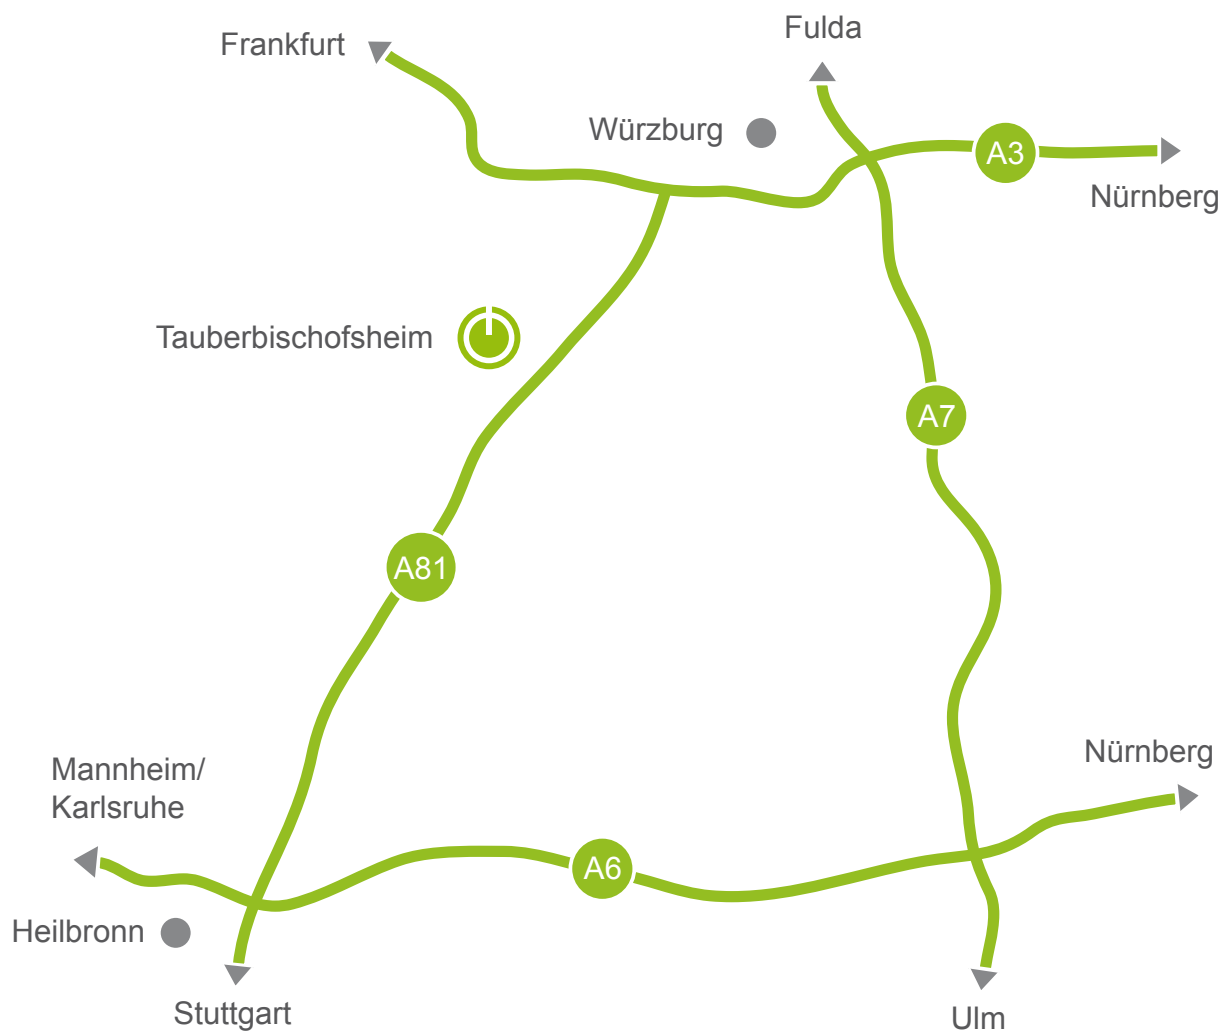 Fulda
Frankfurt
Würzburg
A3
Nürnberg
Tauberbischofsheim
A7
A81
Nürnberg
Mannheim/
Karlsruhe
A6
Heilbronn
Stuttgart
Ulm